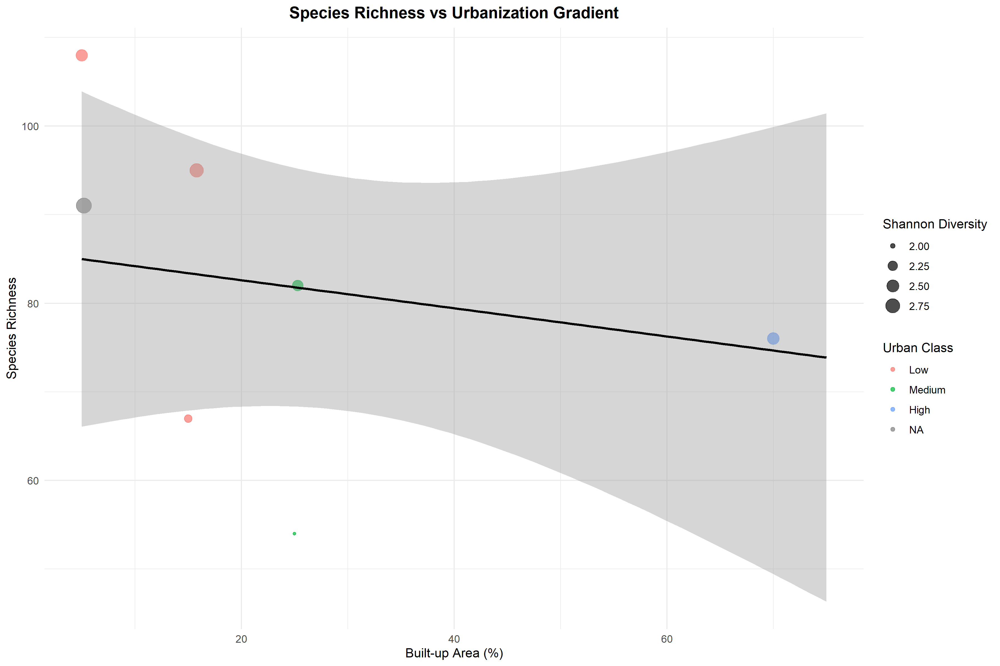 Species Richness vs Urbanization Gradient
Species Richness
100
80
60
20
40
60
Built-up Area (%)
Shannon Diversity
2.00
2.25
2.50
2.75
Urban Class
Low
Medium
High
NA